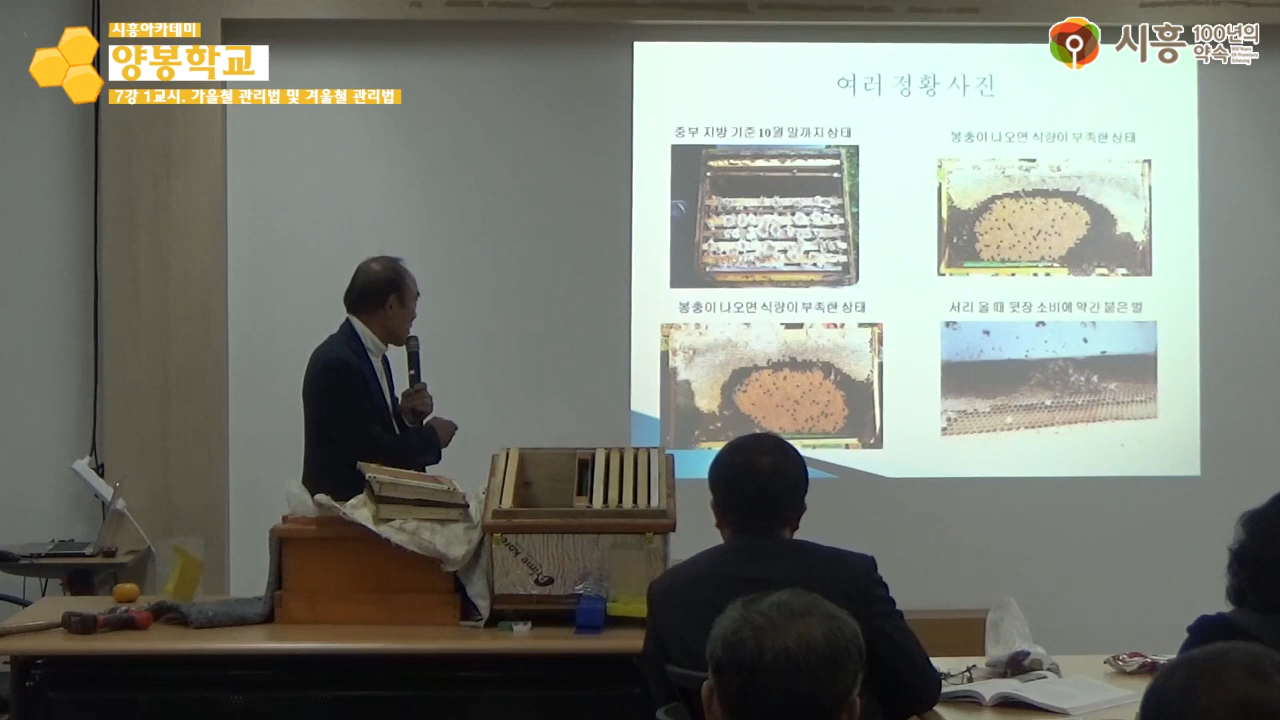 시흥아카데미
양봉학교
7강 1교시. 가을철 관리법 및 겨울철 관리법
시흥 100년의 약속
여러 정황 사진
중부 지방 기준 10월 말까지 상태
봉충이 나오면 식량이 부족한 상태
봉충이 나오면 식량이 부족한 상태
서리 올 때 뒷장 소비에 약간 붙은 벌